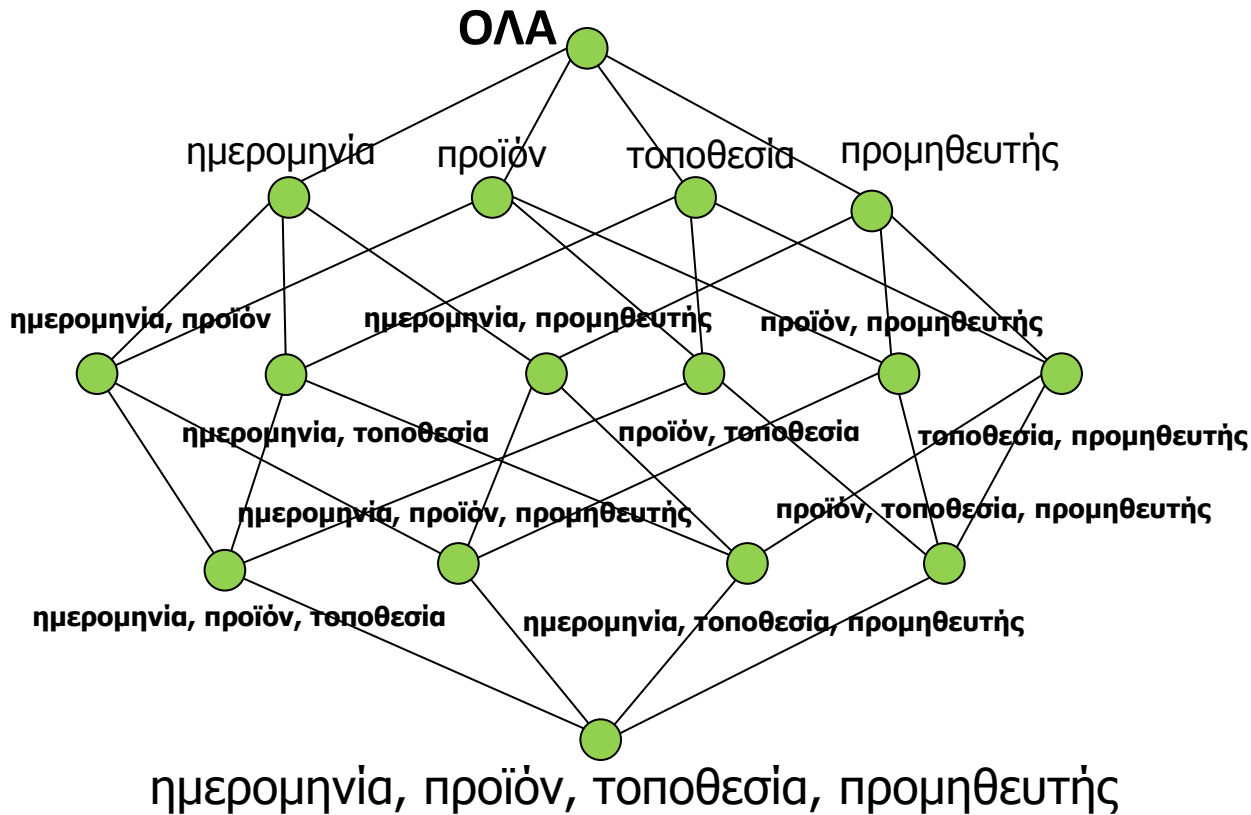 ΟΛΑ
ημερομηνία
προϊόν
τοποθεσία
προμηθευτής
ημερομηνία, προϊόν
ημερομηνία, προμηθευτής
προϊόν, προμηθευτής
ημερομηνία, τοποθεσία
προϊόν, τοποθεσία
τοποθεσία, προμηθευτής
ημερομηνία, προϊόν, προμηθευτής
προϊόν, τοποθεσία, προμηθευτής
ημερομηνία, προϊόν, τοποθεσία
ημερομηνία, τοποθεσία, προμηθευτής
ημερομηνία, προϊόν, τοποθεσία, προμηθευτής